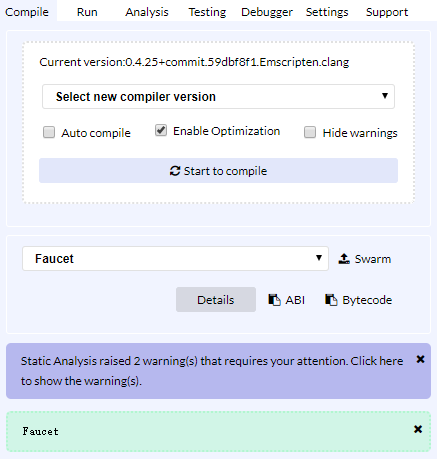 Compile Run Analysis Testing Debugger Settings Support
Current version:0.4.25+commit.59dbf8f1.Emscripten.clang
Select new compiler version
Auto compile Enable Optimization Hide warnings
Start to compile
Faucet Swarm
Details ABI Bytecode
Static Analysis raised 2 warning(s) that requires your attention. Click here
to show the warning(s).
Faucet